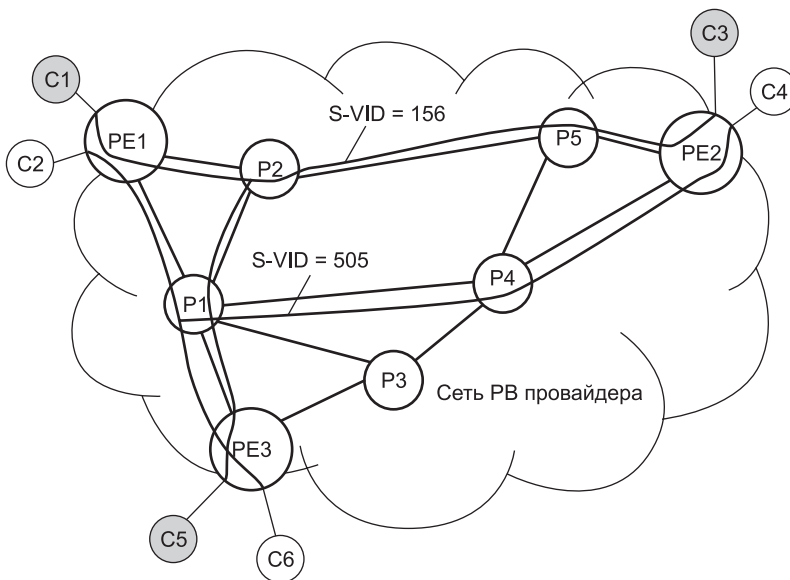 C3
C1
C4
S-VID = 156
PE1
P5
PE2
C2
P2
S-VID = 505
P1
P4
P3
Сеть PB провайдера
PE3
C5
C6